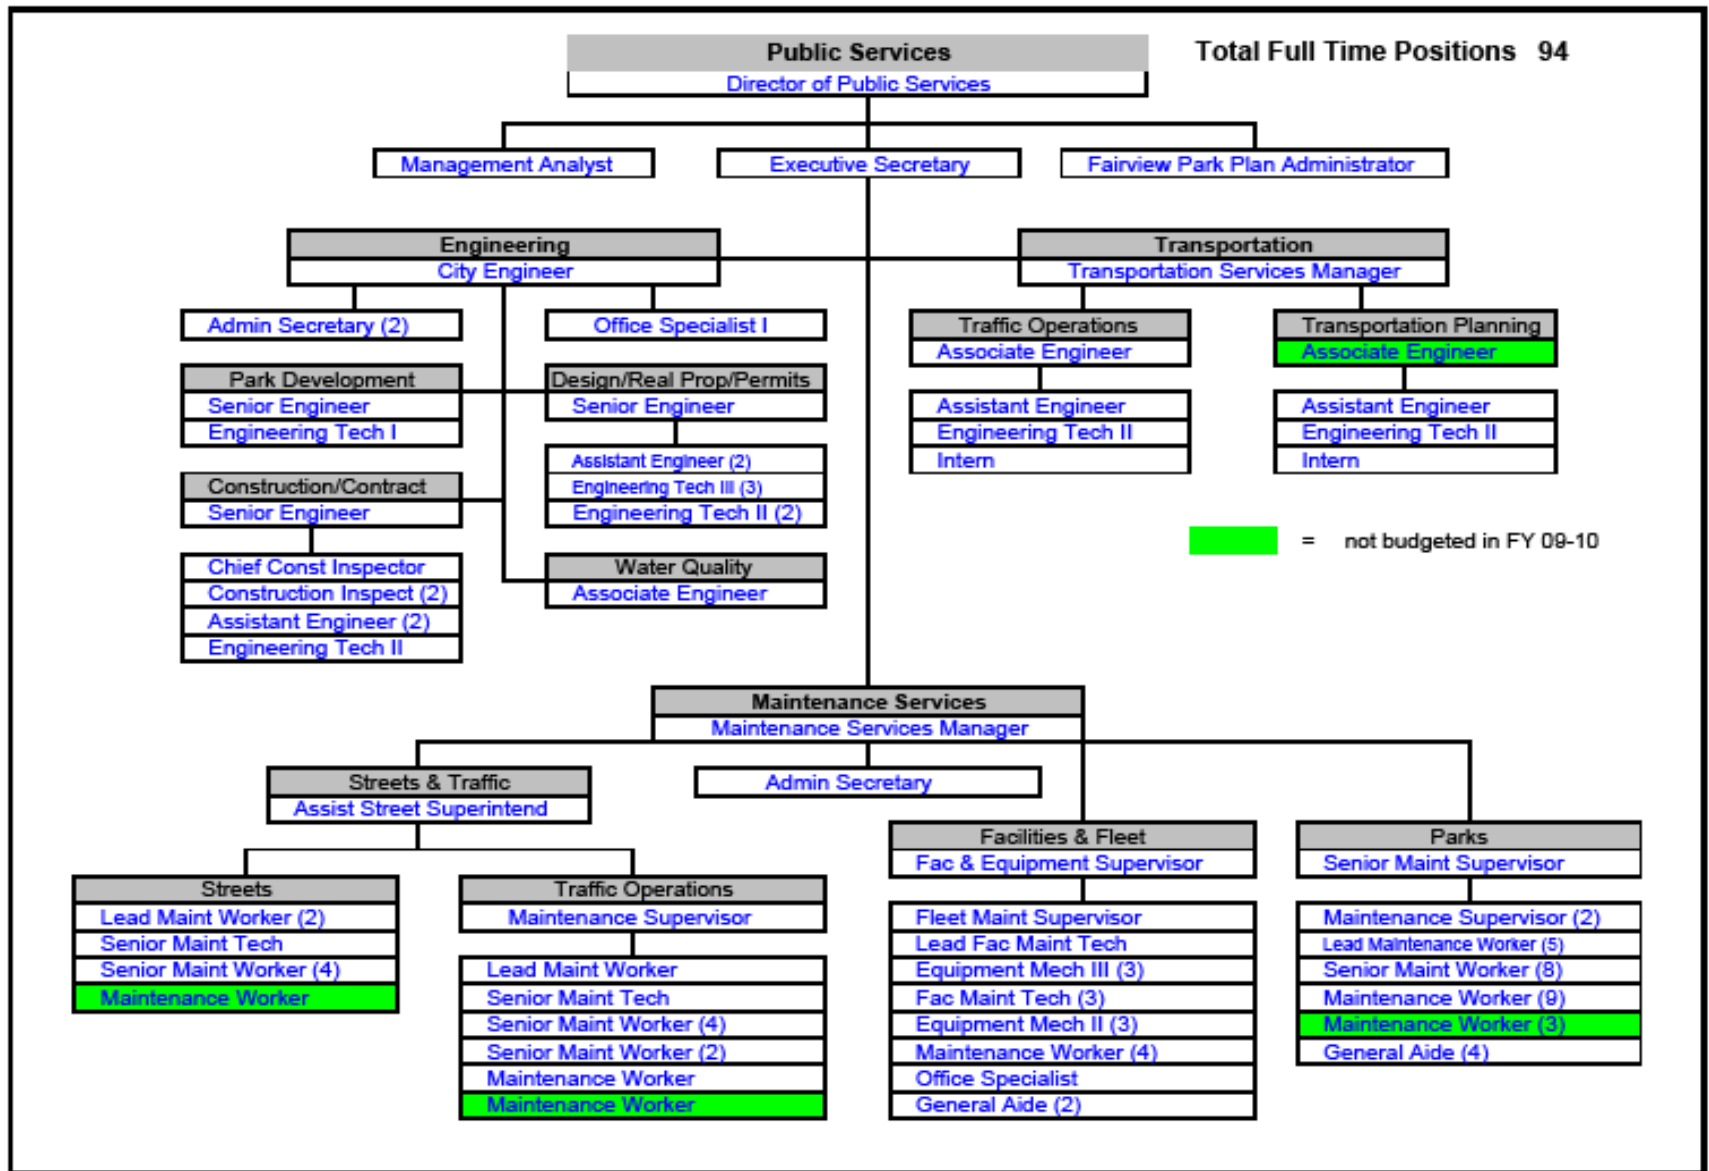 Public Services
Total Full Time Positions 94
Director of Public Services
Management Analyst
Executive Secretary
Fairview Park Plan Administrator
Engineering
City Engineer
Transportation
Transportation Services Manager
Admin Secretary (2)
Office Specialist I
Traffic Operations
Associate Engineer
Transportation Planning
Associate Engineer
Park Development
Senior Engineer
Engineering Tech I
Design/Real Prop/Permits
Senior Engineer
Assistant Engineer
Engineering Tech II
Intern
Assistant Engineer
Engineering Tech II
Intern
Assistant Engineer (2)
Engineering Tech III (3)
Engineering Tech II (2)
Construction/Contract
Senior Engineer
= not budgeted in FY 09-10
Chief Const Inspector
Construction Inspect (2)
Assistant Engineer (2)
Engineering Tech II
Water Quality
Associate Engineer
Maintenance Services
Maintenance Services Manager
Streets & Traffic
Assist Street Superintend
Admin Secretary
Facilities & Fleet
Fac & Equipment Supervisor
Parks
Senior Maint Supervisor
Streets
Lead Maint Worker (2)
Senior Maint Tech
Senior Maint Worker (4)
Maintenance Worker
Traffic Operations
Maintenance Supervisor
Lead Maint Worker
Senior Maint Tech
Senior Maint Worker (4)
Senior Maint Worker (2)
Maintenance Worker
Maintenance Worker
Fleet Maint Supervisor
Lead Fac Maint Tech
Equipment Mech III (3)
Fac Maint Tech (3)
Equipment Mech II (3)
Maintenance Worker (4)
Office Specialist
General Aide (2)
Maintenance Supervisor (2)
Lead Maintenance Worker (5)
Senior Maint Worker (8)
Maintenance Worker (9)
Maintenance Worker (3)
General Aide (4)